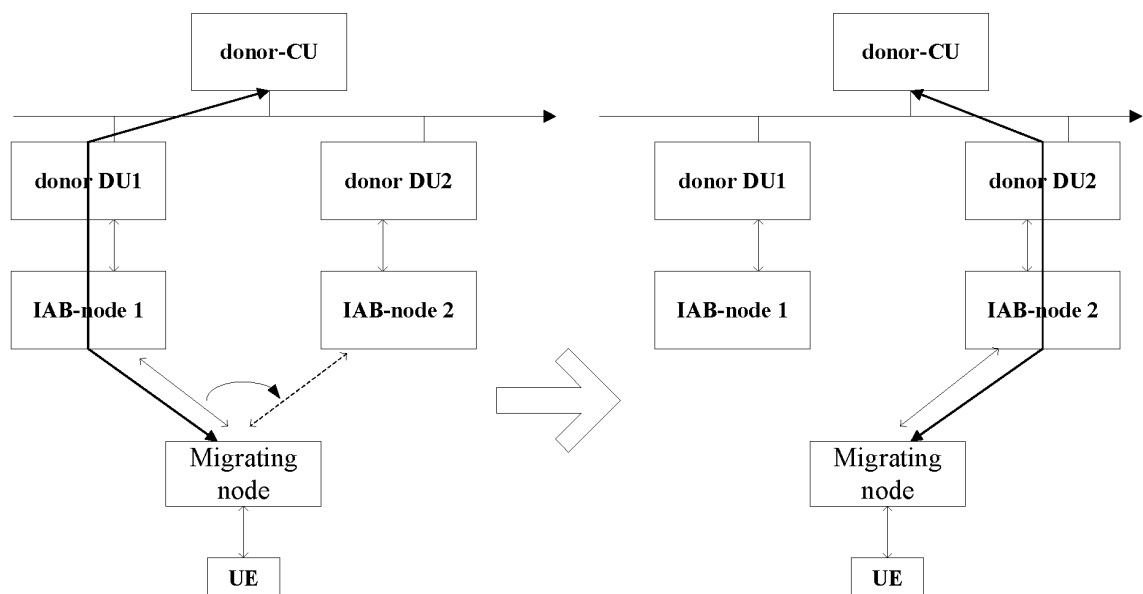 donor-CU
donor-CU
donor DU1
donor DU2
donor DU1
donor DU2
IAB-node 1
IAB-node 2
IAB-node 1
IAB-node 2
Migrating
node
Migrating
node
UE
UE